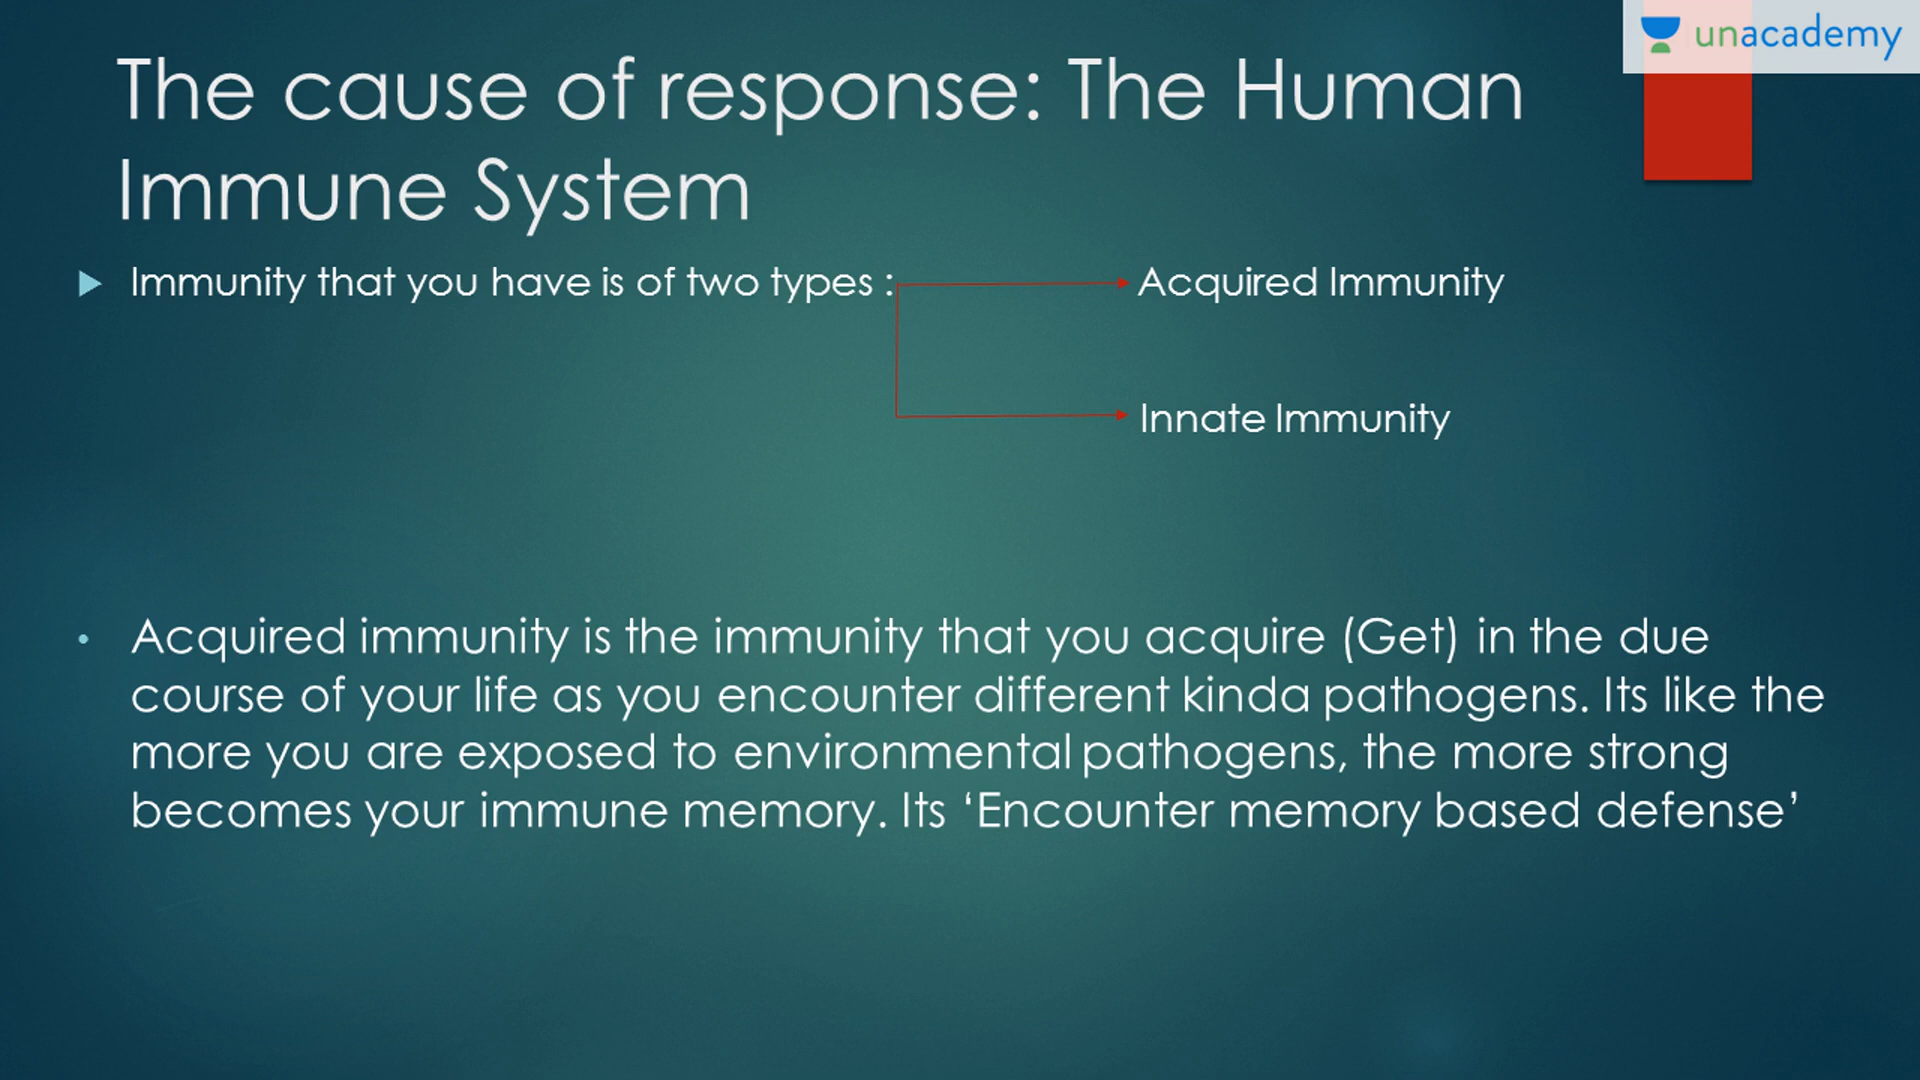 unacademy
The cause of response: The Human
Immune System
Immunity that you have is of two types :
Acquired Immunity
Innate Immunity
Acquired immunity is the immunity that you acquire (Get) in the due
course of your life as you encounter different kinda pathogens. Its like the
more you are exposed to environmental pathogens, the more strong
becomes your immune memory. Its ‘Encounter memory based defense’